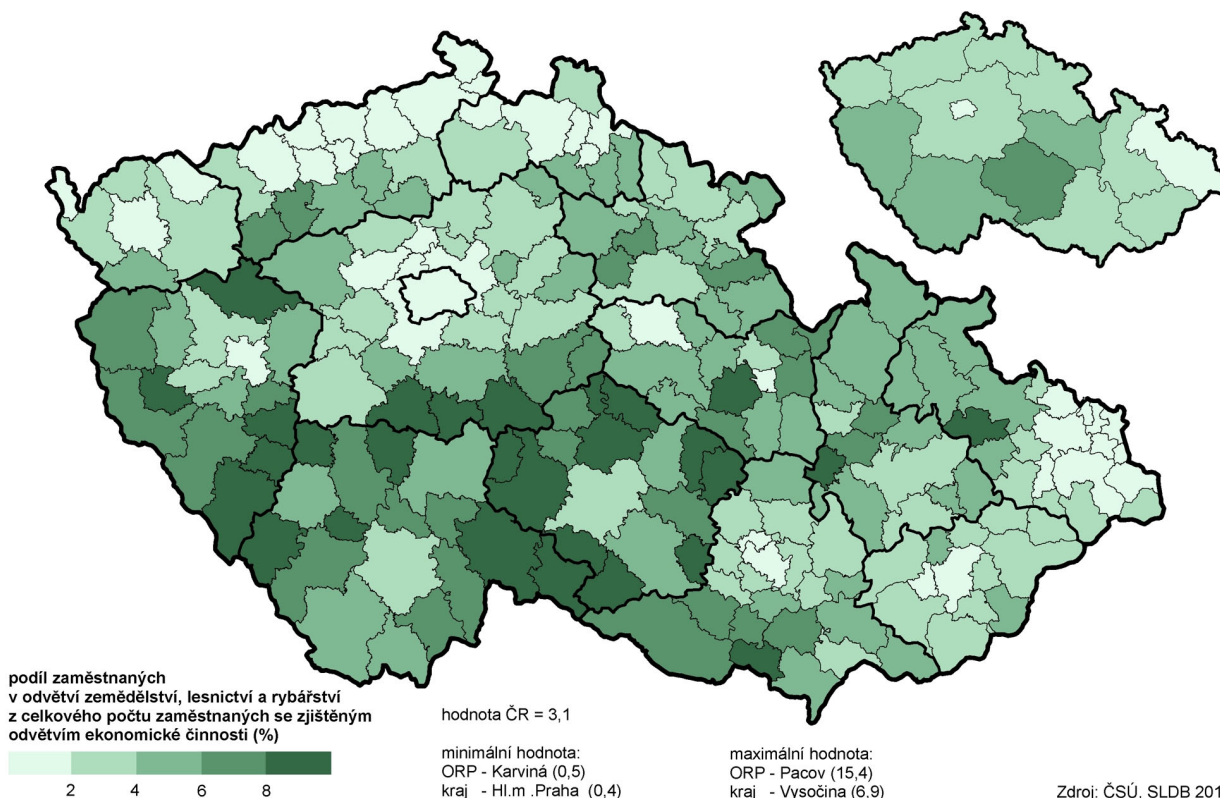 podíl zaměstnaných
v odvětví zemědělství, lesnictví a rybářství
z celkového počtu zaměstnaných se zjištěným
odvětvím ekonomické činnosti (%)
2 4 6 8
hodnota ČR = 3,1
minimální hodnota:
ORP - Karviná (0,5)
kraj - Hl.m .Praha (0,4)
maximální hodnota:
ORP - Pacov (15,4)
kraj - Vysočina (6,9)
Zdroj: ČSÚ, SLDB 201